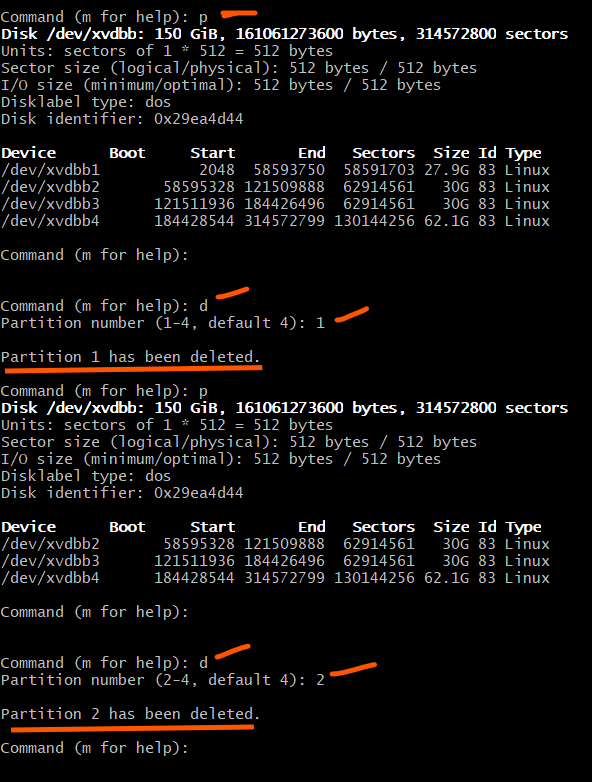 Command (m for help): p
Disk /dev/xvdbb: 150 GiB, 161061273600 bytes, 314572800 sectors
Units: sectors of 1 * 512 = 512 bytes
Sector size (logical/physical): 512 bytes / 512 bytes
I/O size (minimum/optimal): 512 bytes / 512 bytes
Disklabel type: dos
Disk identifier: 0x29ea4d44
Device Boot Start End Sectors Size Id Type
/dev/xvdbb1 2048 58593750 58591703 27.9G 83 Linux
/dev/xvdbb2 58595328 121509888 62914561 30G 83 Linux
/dev/xvdbb3 121511936 184426496 62914561 30G 83 Linux
/dev/xvdbb4 184428544 314572799 130144256 62.1G 83 Linux
Command (m for help):
Command (m for help): d
Partition number (1-4, default 4): 1
Partition 1 has been deleted.
Command (m for help): p
Disk /dev/xvdbb: 150 GiB, 161061273600 bytes, 314572800 sectors
Units: sectors of 1 * 512 = 512 bytes
Sector size (logical/physical): 512 bytes / 512 bytes
I/O size (minimum/optimal): 512 bytes / 512 bytes
Disklabel type: dos
Disk identifier: 0x29ea4d44
Device Boot Start End Sectors Size Id Type
/dev/xvdbb2 58595328 121509888 62914561 30G 83 Linux
/dev/xvdbb3 121511936 184426496 62914561 30G 83 Linux
/dev/xvdbb4 184428544 314572799 130144256 62.1G 83 Linux
Command (m for help):
Command (m for help): d
Partition number (2-4, default 4): 2
Partition 2 has been deleted.
Command (m for help):